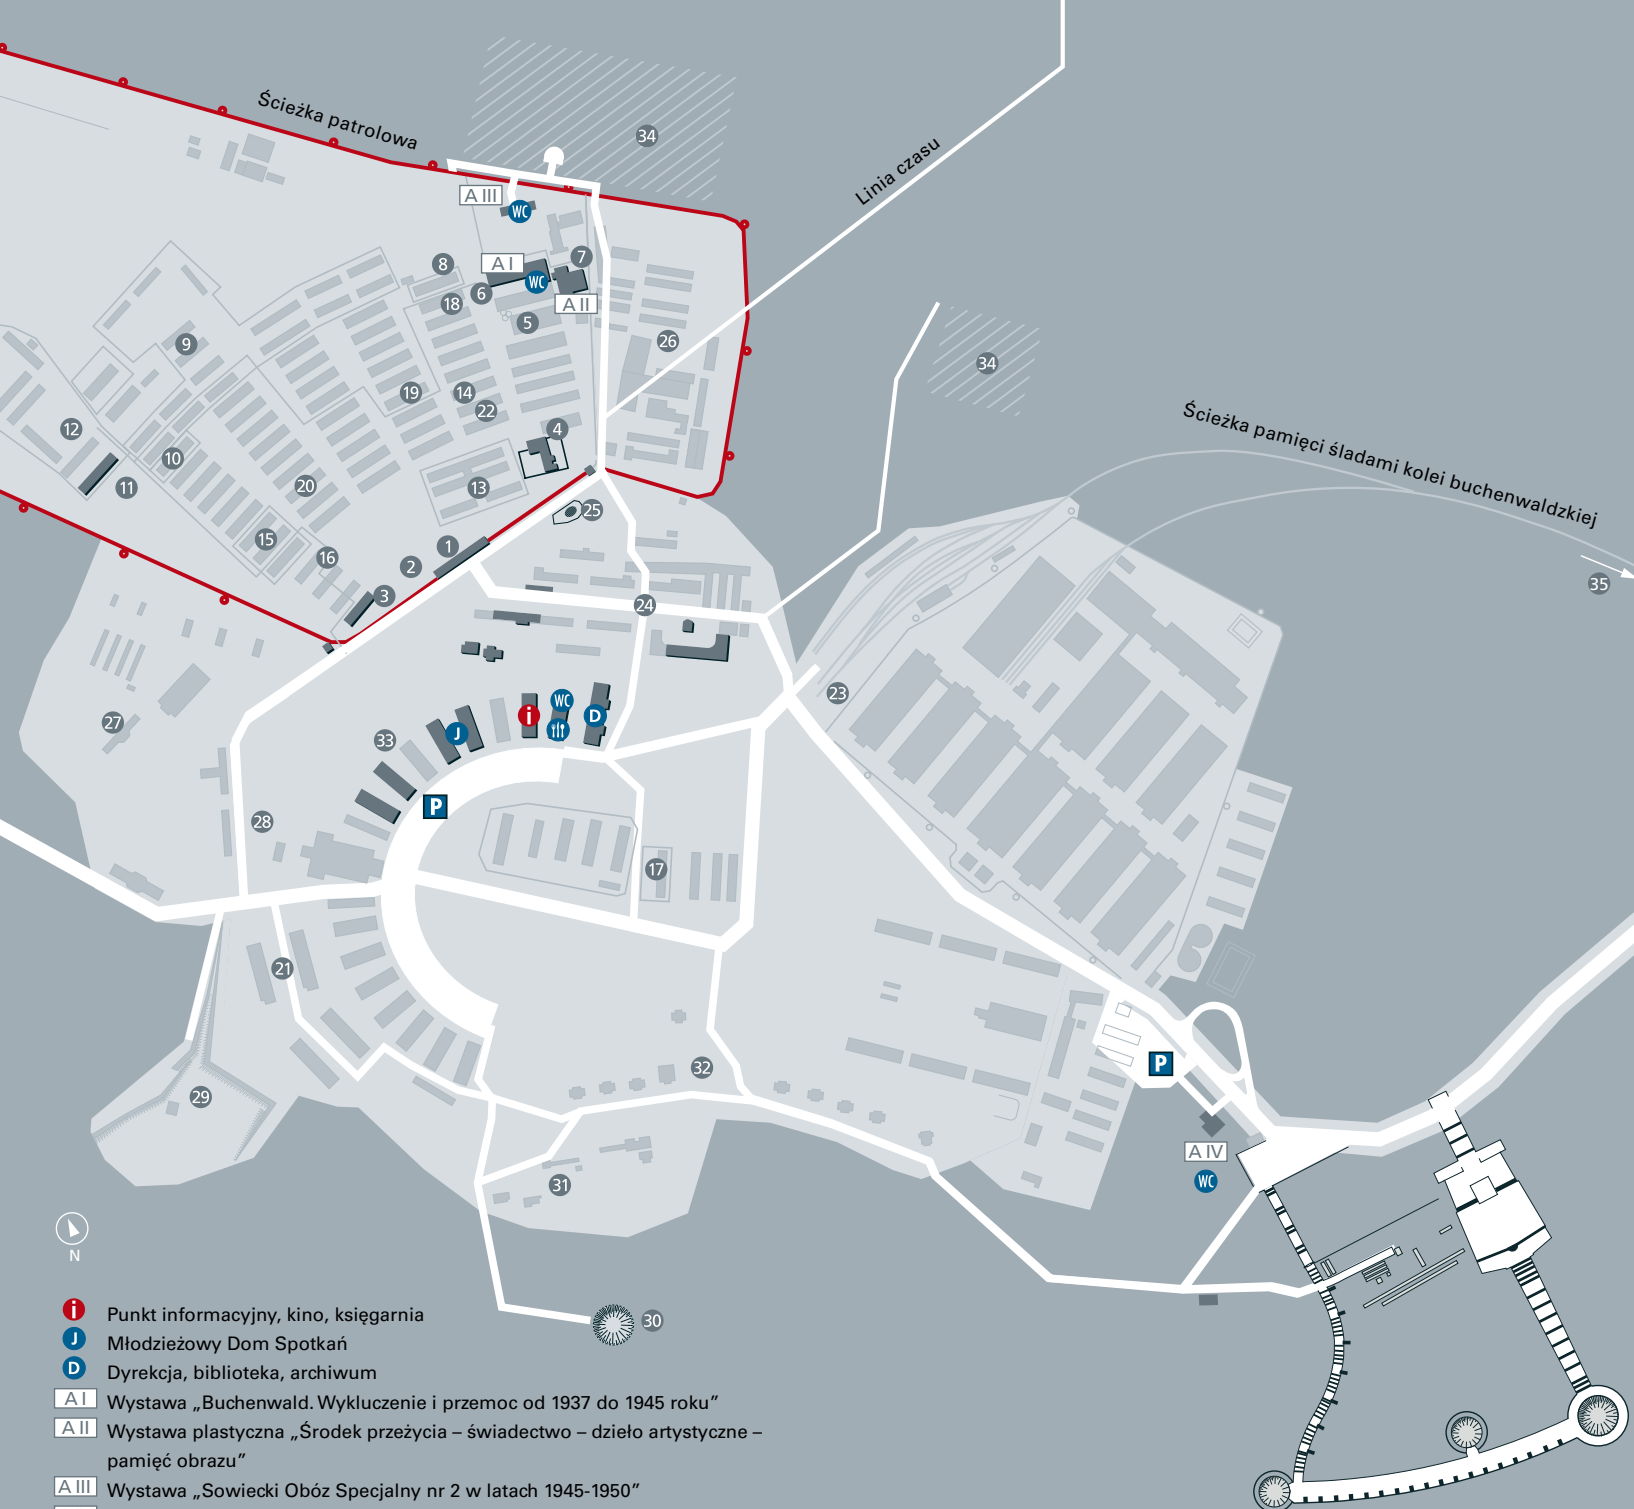 Ścieżka patrolowa
34
Linia czasu
A III
WC
A I
WC
7
8
6
18
A II
5
26
9
34
19
14
22
Ścieżka pamięci śladami kolei buchenwaldzkiej
12
4
10
11
20
13
25
15
1
16
2
35
3
24
23
27
WC
i
D
J
33
P
28
17
21
32
P
29
A IV
WC
31
N
30
i Punkt informacyjny, kino, księgarnia
J Młodzieżowy Dom Spotkań
D Dyrekcja, biblioteka, archiwum
A I Wystawa „Buchenwald. Wykluczenie i przemoc od 1937 do 1945 roku”
A II Wystawa plastyczna „Środek przeżycia – świadectwo – dzieło artystyczne –
pamięć obrazu”
A III Wystawa „Sowiecki Obóz Specjalny nr 2 w latach 1945-1950”